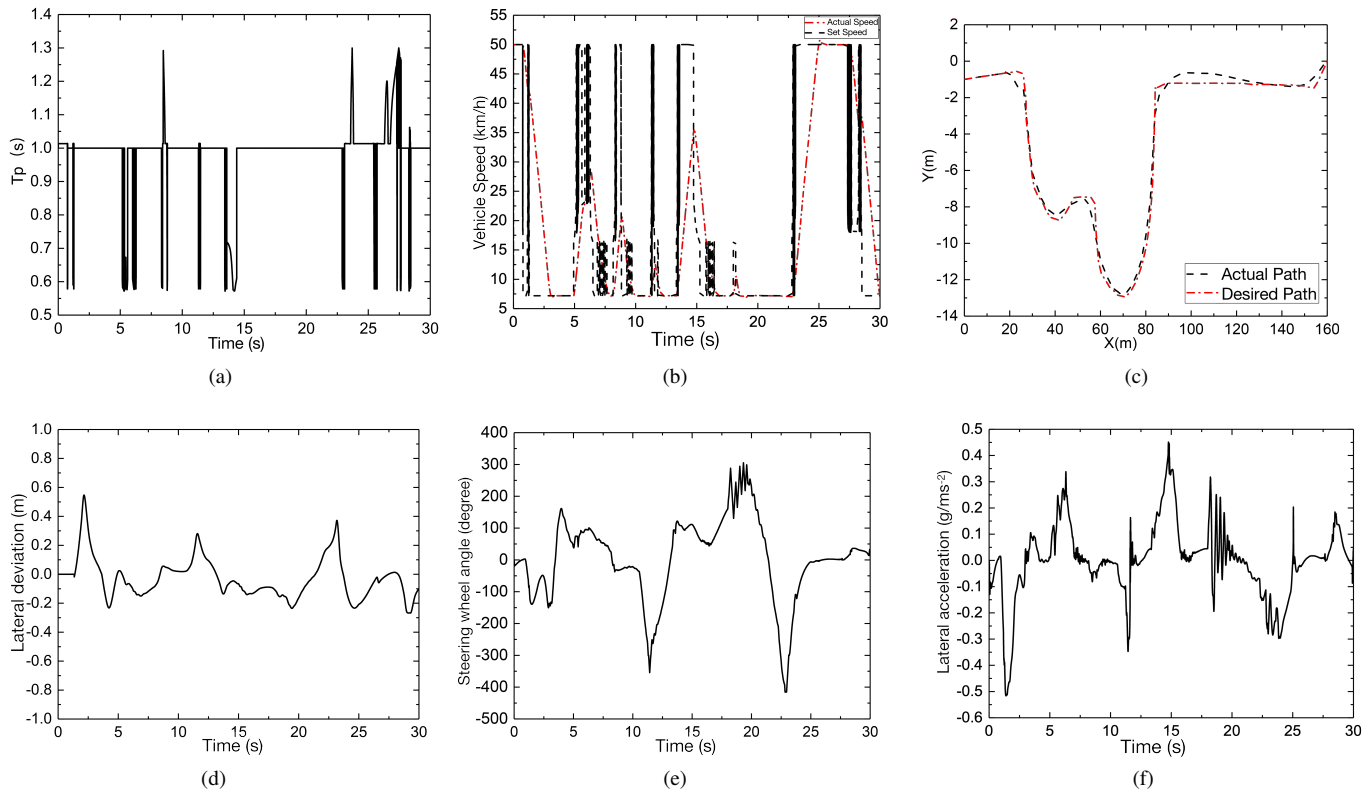 1.4
1.3
1.2
1.1
1.0
0.9
0.8
0.7
0.6
0.5
Tp (s)
0 5 10 15 20 25 30
Time (s)
(a)
55
50
45
40
35
30
25
20
15
10
5
Vehicle Speed (km/h)
Actual Speed
Set Speed
0 5 10 15 20 25 30
Time (s)
(b)
2
0
-2
-4
-6
-8
-10
-12
-14
Y(m)
Actual Path
Desired Path
0 20 40 60 80 100 120 140 160
X(m)
(c)
1.0
0.8
0.6
0.4
0.2
0.0
-0.2
-0.4
-0.6
-0.8
-1.0
Lateral deviation (m)
0 5 10 15 20 25 30
Time (s)
(d)
400
300
200
100
0
-100
-200
-300
-400
-500
Steering wheel angle (degree)
0 5 10 15 20 25 30
Time (s)
(e)
0.5
0.4
0.3
0.2
0.1
0.0
-0.1
-0.2
-0.3
-0.4
-0.5
-0.6
Lateral acceleration (g/ms⁻²)
0 5 10 15 20 25 30
Time (s)
(f)